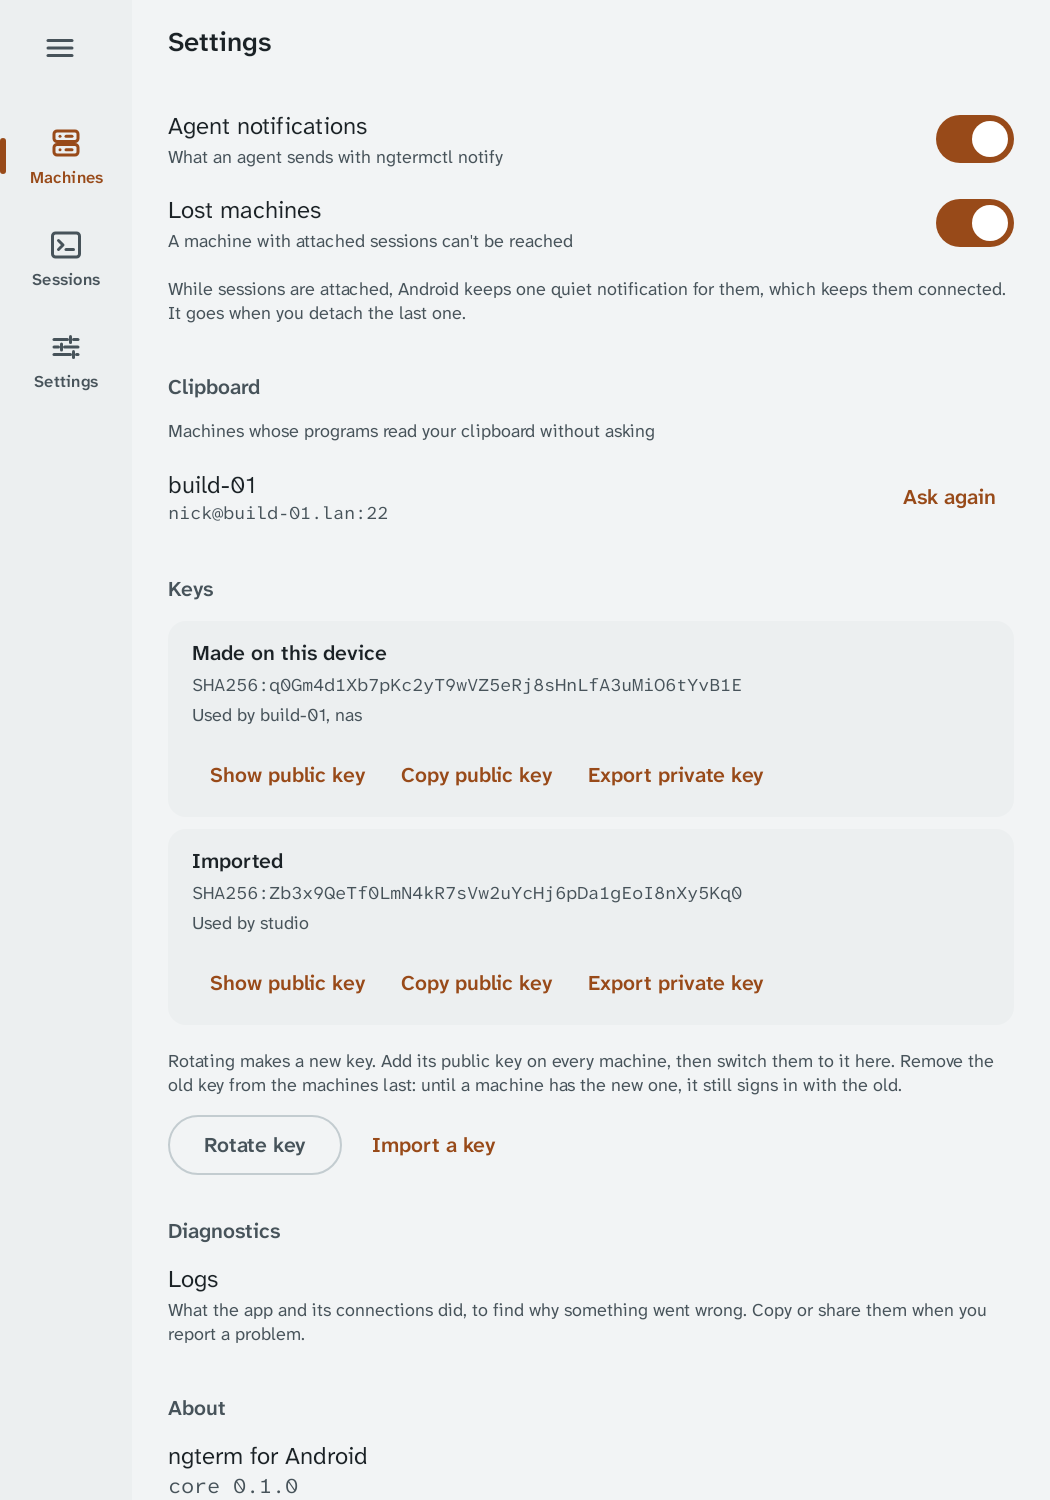 Settings
Machines
Sessions
Settings
Agent notifications
What an agent sends with ngtermctl notify
Lost machines
A machine with attached sessions can't be reached
While sessions are attached, Android keeps one quiet notification for them, which keeps them connected.
It goes when you detach the last one.
Clipboard
Machines whose programs read your clipboard without asking
build-01
nick@build-01.lan:22
Ask again
Keys
Made on this device
SHA256:q0Gm4d1Xb7pKc2yT9wVZ5eRj8sHnLfA3uMiO6tYvB1E
Used by build-01, nas
Show public key Copy public key Export private key
Imported
SHA256:Zb3x9QeTf0LmN4kR7sVw2uYcHj6pDa1gEoI8nXy5Kq0
Used by studio
Show public key Copy public key Export private key
Rotating makes a new key. Add its public key on every machine, then switch them to it here. Remove the
old key from the machines last: until a machine has the new one, it still signs in with the old.
Rotate key Import a key
Diagnostics
Logs
What the app and its connections did, to find why something went wrong. Copy or share them when you
report a problem.
About
ngterm for Android
core 0.1.0